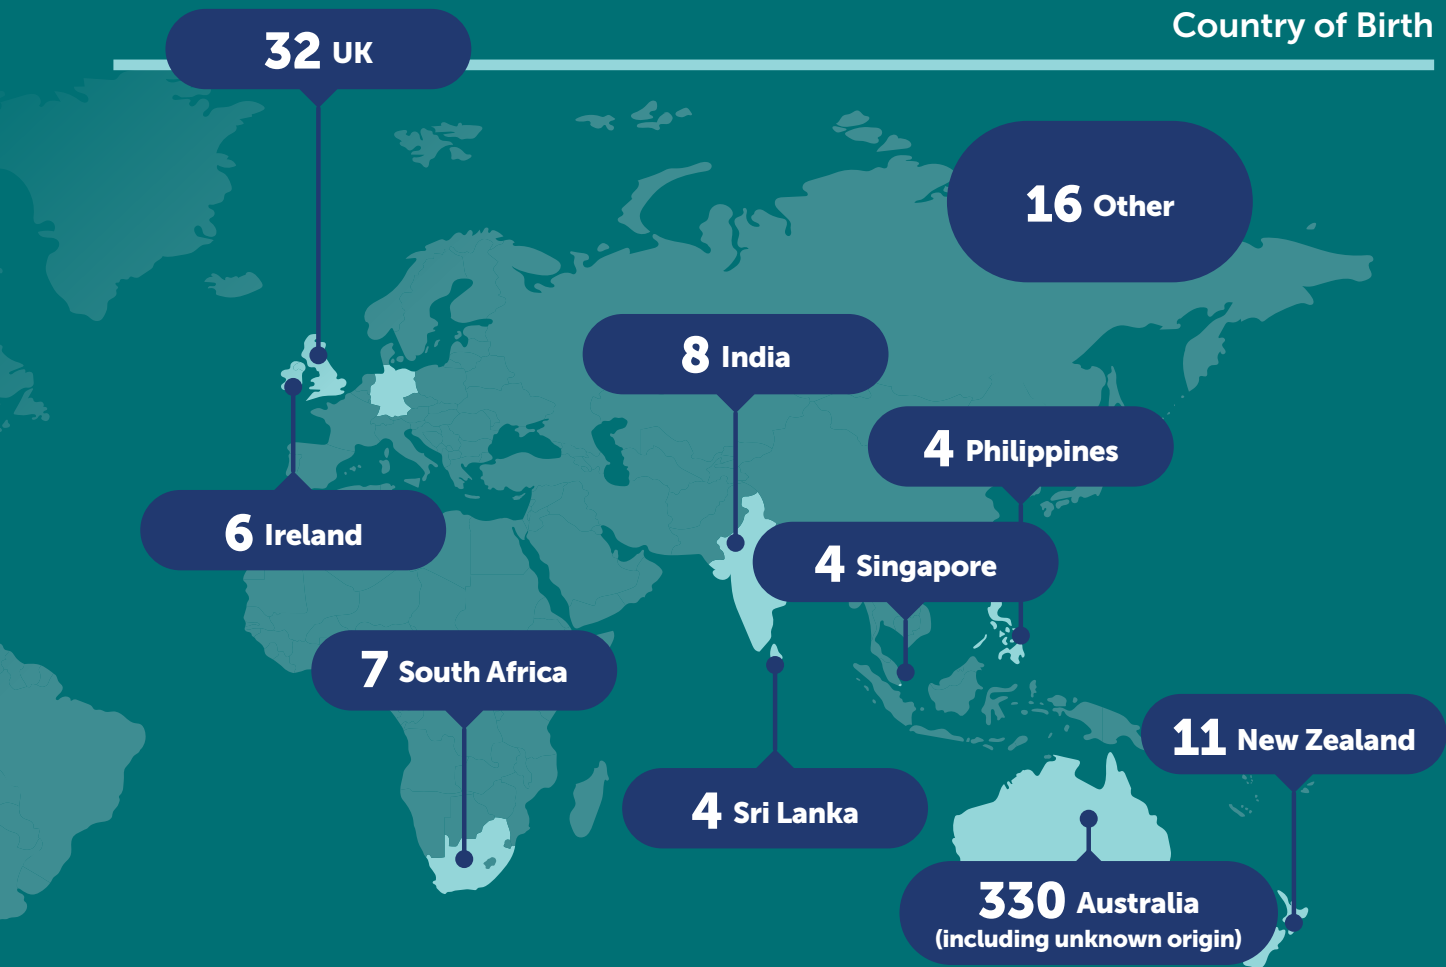 Country of Birth
32 UK
16 Other
8 India
4 Philippines
6 Ireland
4 Singapore
7 South Africa
11 New Zealand
4 Sri Lanka
330 Australia
(including unknown origin)